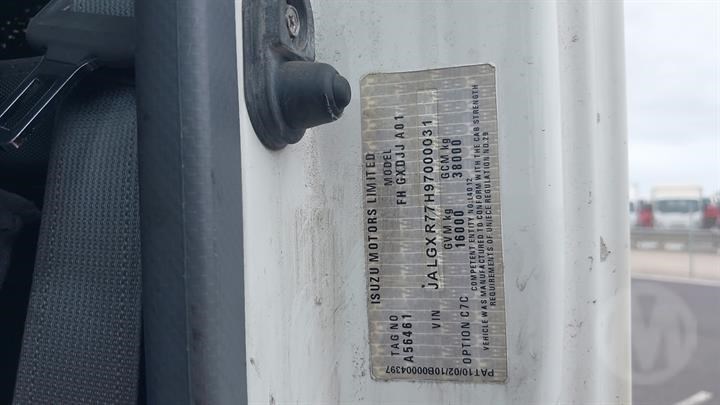 ISUZU MOTORS LIMITED
TAG NO MODEL
A56461 FH GXDJJ A01
VIN JALGXR77H97000031
GVM kg GCM kg
16000 38000
OPTION C7C COMPETENT ENTITY NO:14012
VEHICLE WAS MANUFACTURED TO CONFORM WITH THE CAB STRENGTH
REQUIREMENTS OF UNECE REGULATION NO.29
PAT10/02/10B00004397